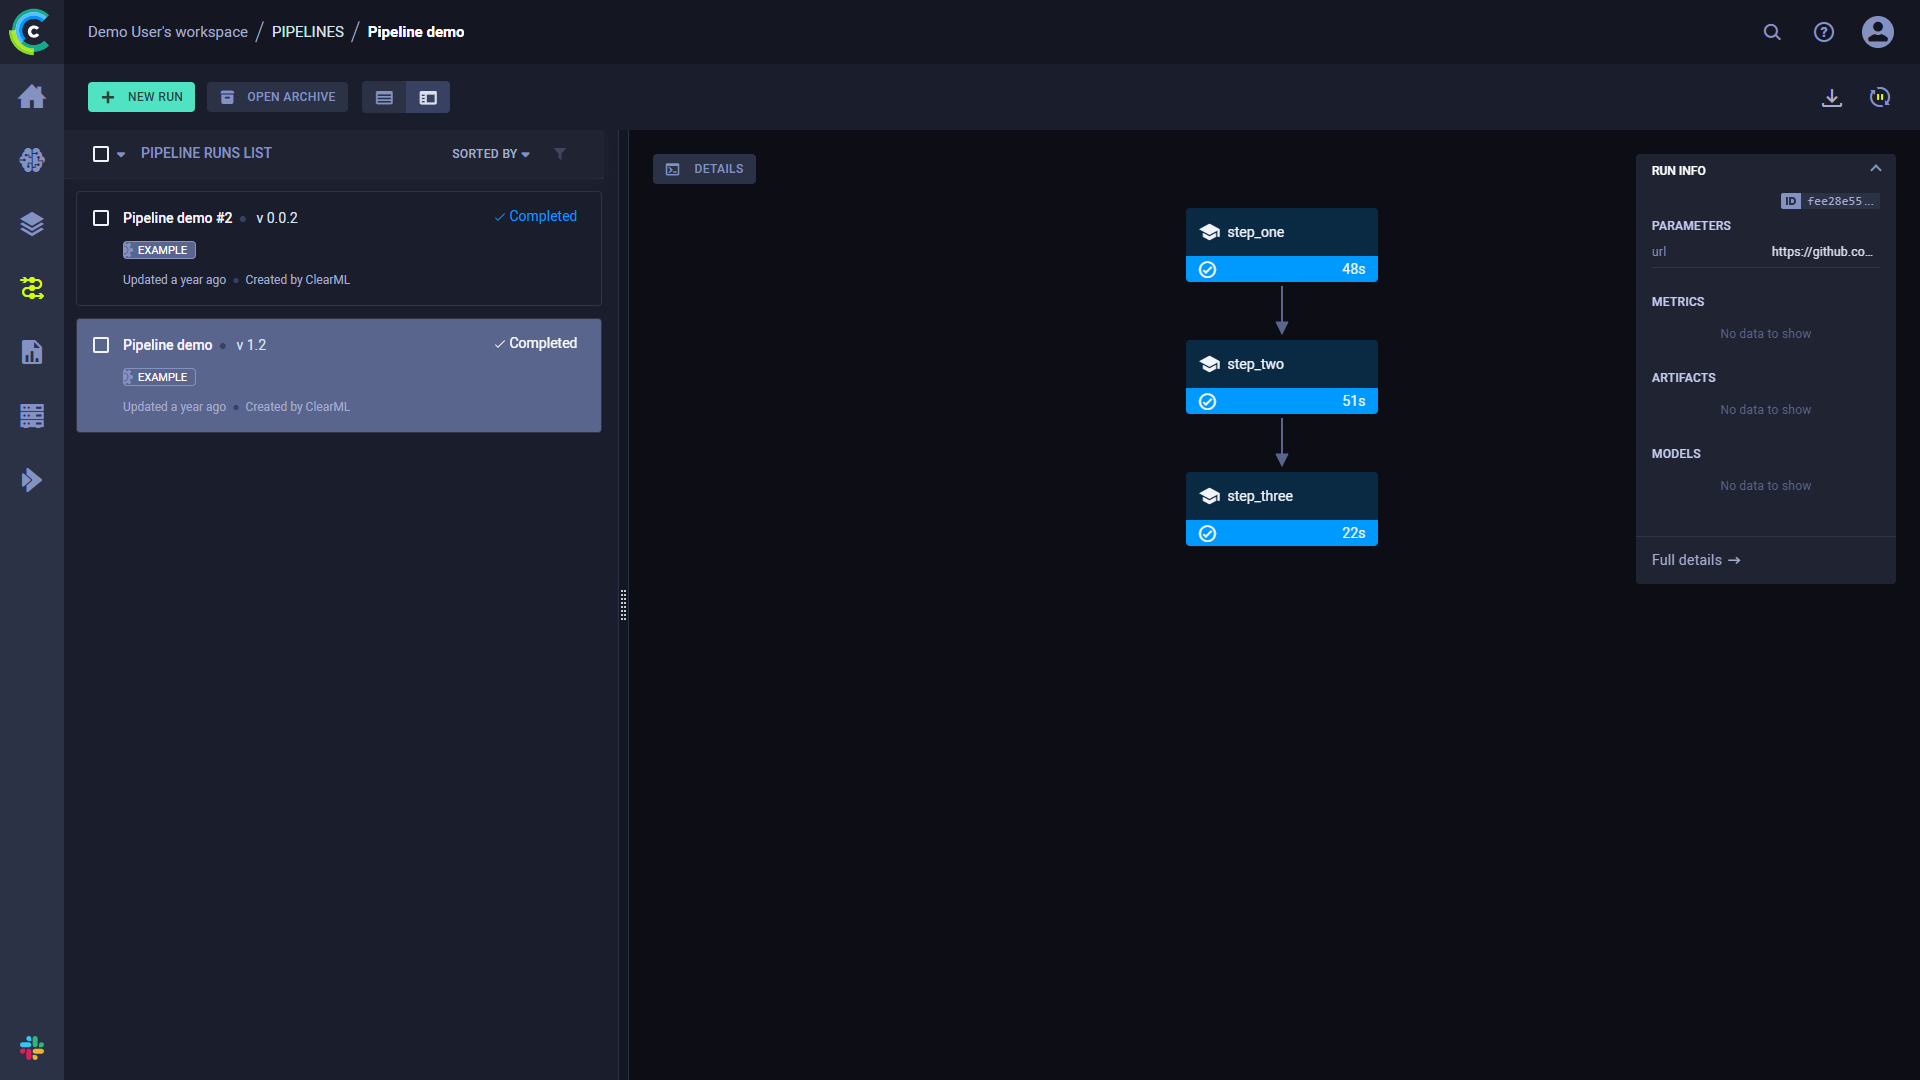 Demo User's workspace / PIPELINES / Pipeline demo
NEW RUN
OPEN ARCHIVE
PIPELINE RUNS LIST
SORTED BY
Pipeline demo #2 • v 0.0.2
Completed
EXAMPLE
Updated a year ago • Created by ClearML
Pipeline demo • v 1.2
Completed
EXAMPLE
Updated a year ago • Created by ClearML
DETAILS
step_one
48s
step_two
51s
step_three
22s
RUN INFO
ID fee28e55...
PARAMETERS
url https://github.co...
METRICS
No data to show
ARTIFACTS
No data to show
MODELS
No data to show
Full details →